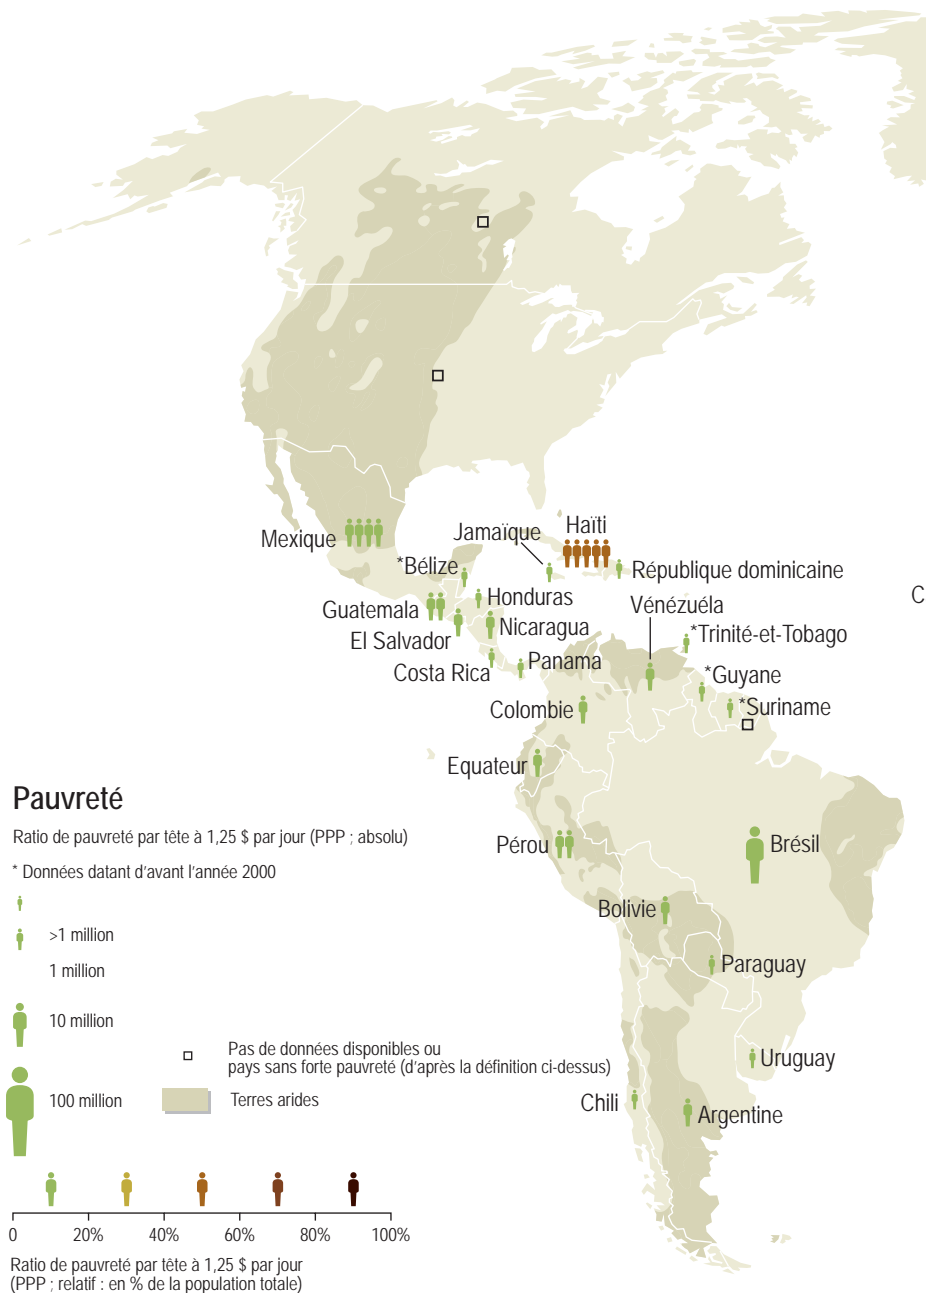 Mexique
Jamaïque
Haïti
*Bélize
République dominicaine
C
Guatemala
Honduras
Vénézuéla
El Salvador
Nicaragua
*Trinité-et-Tobago
Costa Rica
Panama
*Guyane
Colombie
*Suriname
Equateur
Pérou
Brésil
Bolivie
Paraguay
Uruguay
Chili
Argentine
Pauvreté
Ratio de pauvreté par tête à 1,25 $ par jour (PPP ; absolu)
* Données datant d'avant l'année 2000
>1 million
1 million
10 million
100 million
Pas de données disponibles ou
pays sans forte pauvreté (d'après la définition ci-dessus)
Terres arides
0 20% 40% 60% 80% 100%
Ratio de pauvreté par tête à 1,25 $ par jour
(PPP ; relatif : en % de la population totale)